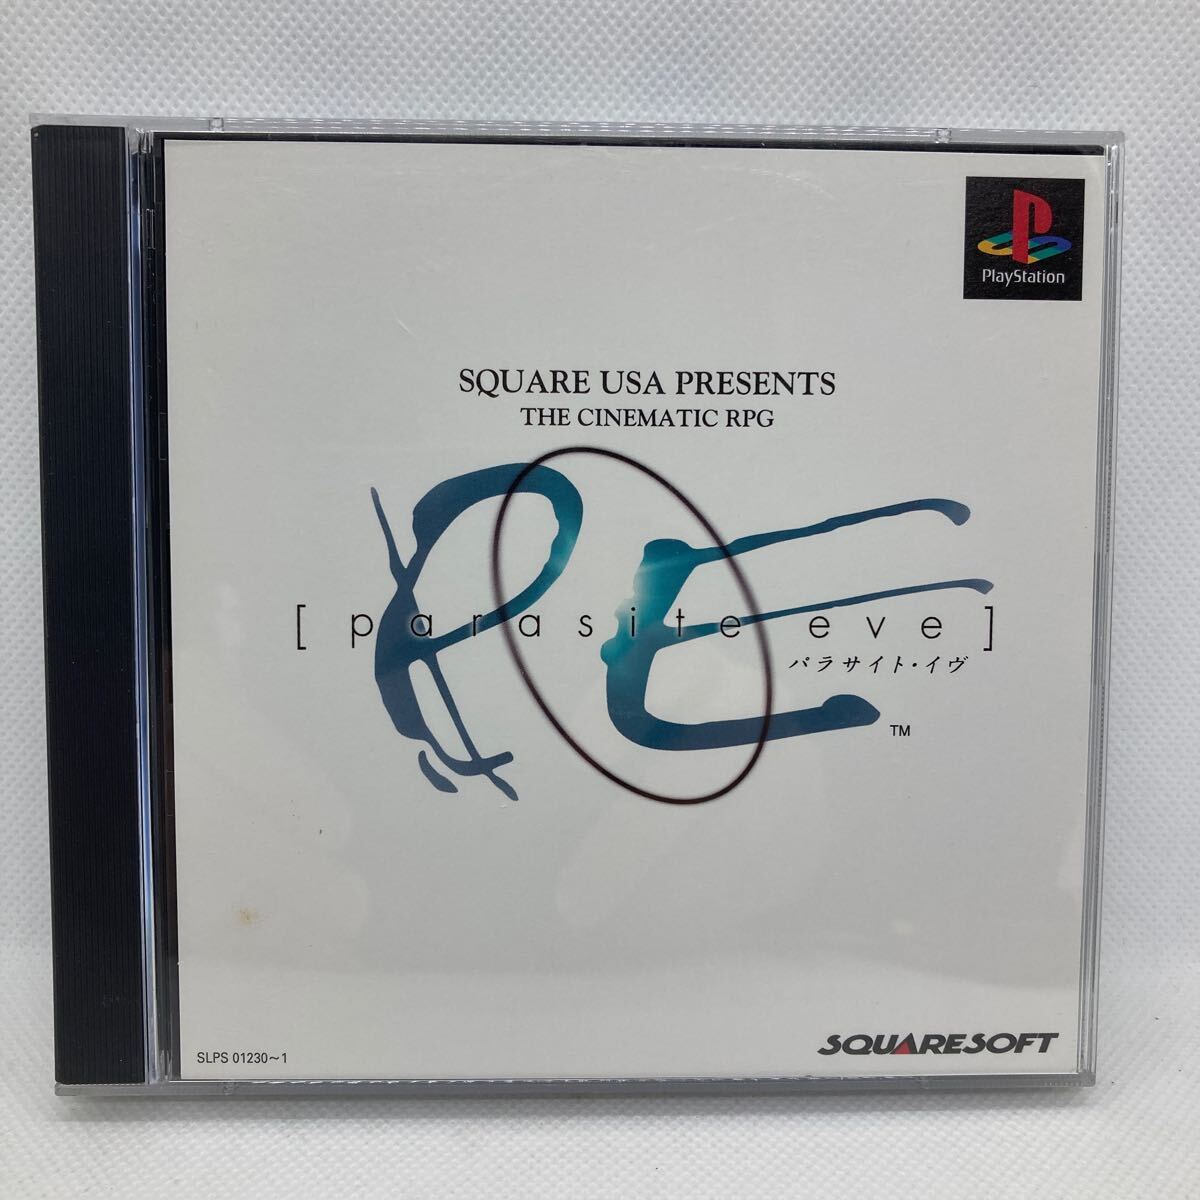 PlayStation
SQUARE USA PRESENTS
THE CINEMATIC RPG
PE
[ parasite eve ]
パラサイト・イヴ
TM
SLPS 01230〜1
SQUARESOFT